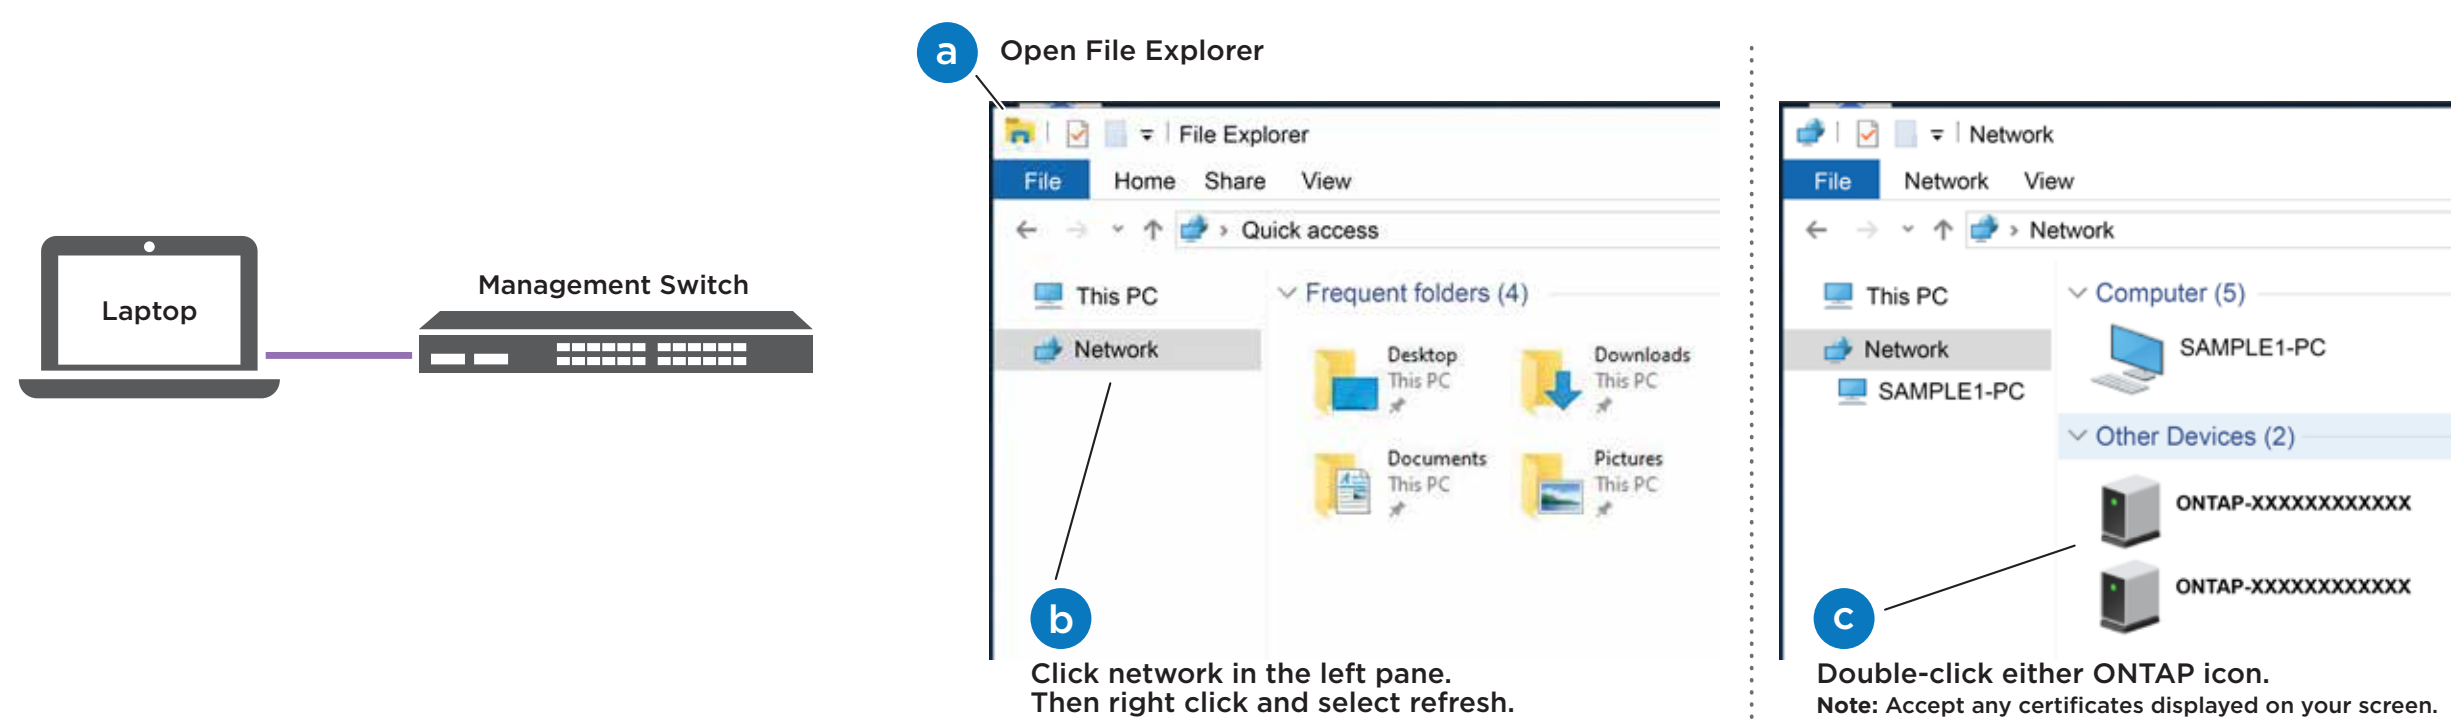 Laptop
Management Switch
a
Open File Explorer
File Explorer
File Home Share View
Quick access
This PC
Network
Frequent folders (4)
Desktop
This PC
Downloads
This PC
Documents
This PC
Pictures
This PC
b
Click network in the left pane.
Then right click and select refresh.
Network
File Network View
Network
This PC
Network
SAMPLE1-PC
Computer (5)
SAMPLE1-PC
Other Devices (2)
ONTAP-XXXXXXXXXXXX
ONTAP-XXXXXXXXXXXX
c
Double-click either ONTAP icon.
Note: Accept any certificates displayed on your screen.